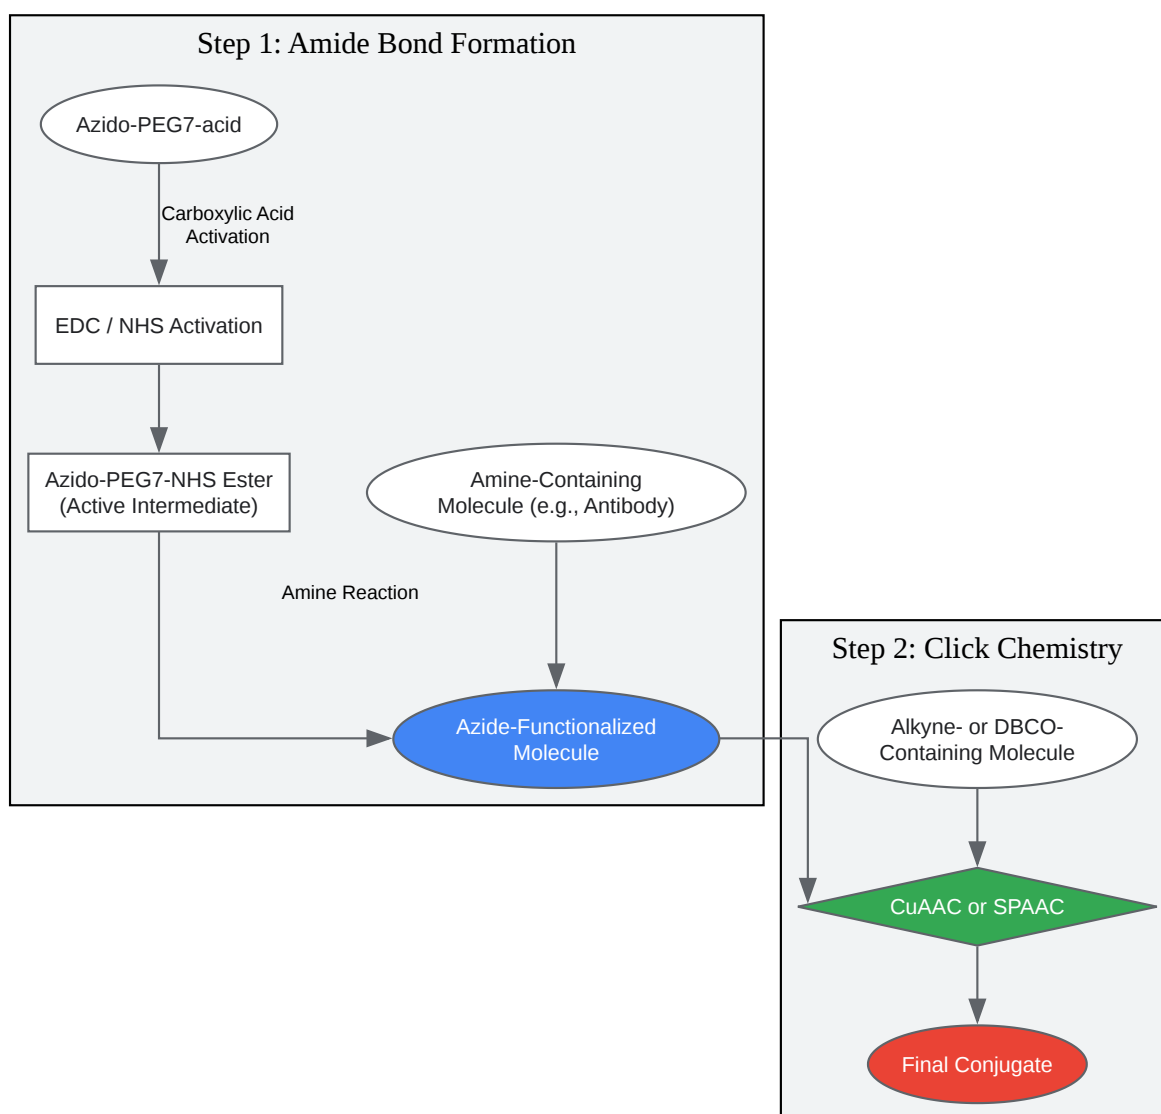 Step 1: Amide Bond Formation
Azido-PEG7-acid
Carboxylic Acid
Activation
EDC / NHS Activation
Azido-PEG7-NHS Ester
(Active Intermediate)
Amine-Containing
Molecule (e.g., Antibody)
Amine Reaction
Azide-Functionalized
Molecule
Step 2: Click Chemistry
Alkyne- or DBCO-
Containing Molecule
CuAAC or SPAAC
Final Conjugate